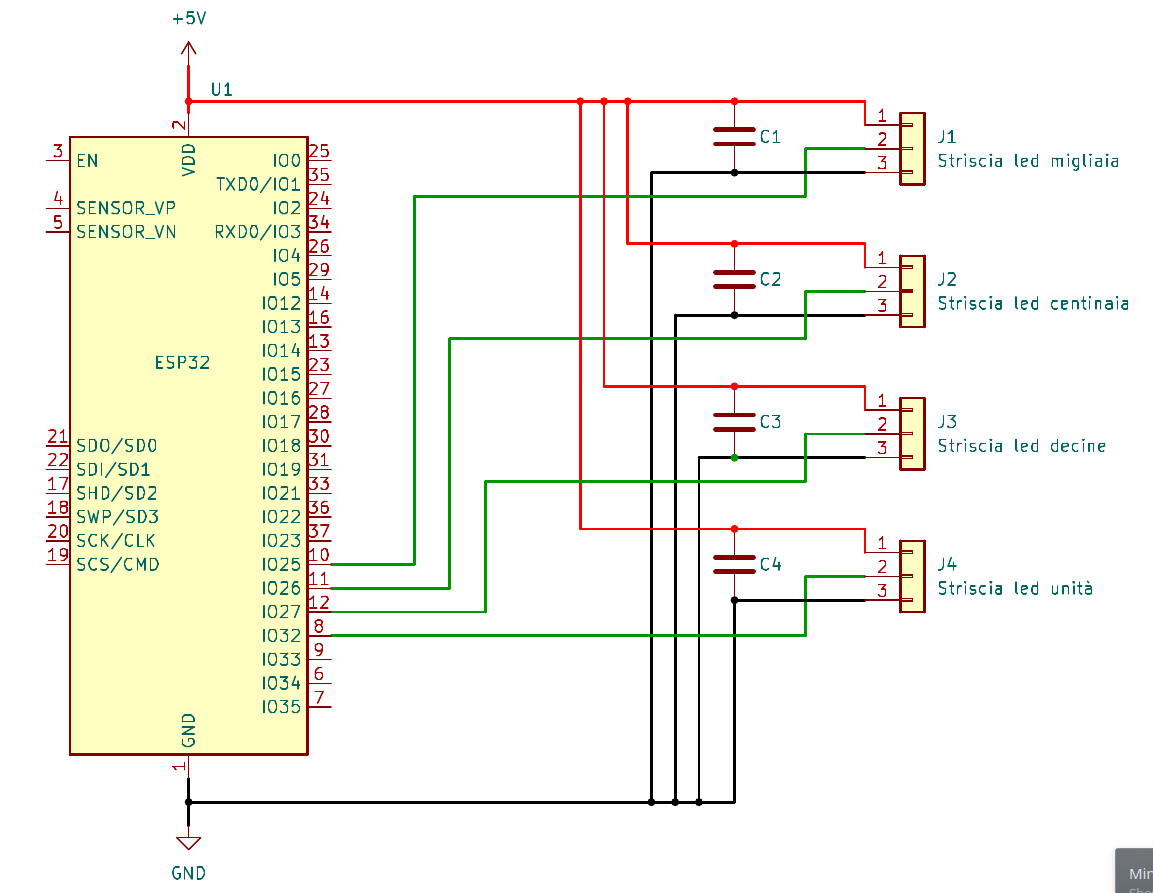 +5V
U1
2
VDD
3
EN
4
SENSOR_VP
5
SENSOR_VN
21
SDO/SD0
22
SDI/SD1
17
SHD/SD2
18
SWP/SD3
20
SCK/CLK
19
SCS/CMD
ESP32
IO0
25
TXD0/IO1
35
IO2
24
RXD0/IO3
34
IO4
26
IO5
29
IO12
14
IO13
16
IO14
13
IO15
23
IO16
27
IO17
28
IO18
30
IO19
31
IO21
33
IO22
36
IO23
37
IO25
10
IO26
11
IO27
12
IO32
8
IO33
9
IO34
6
IO35
7
GND
1
GND
C1
1
2
3
J1
Striscia led migliaia
C2
1
2
3
J2
Striscia led centinaia
C3
1
2
3
J3
Striscia led decine
C4
1
2
3
J4
Striscia led unità